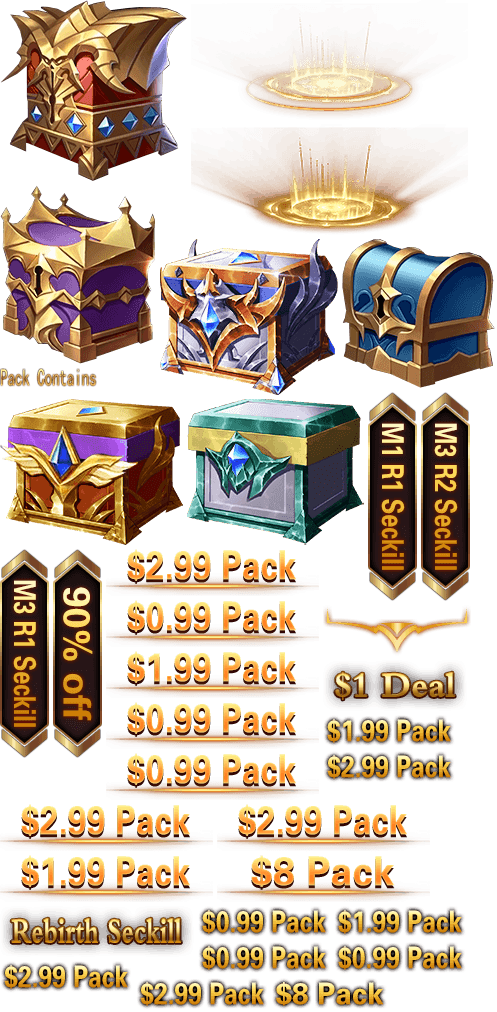 Pack Contains
M1 R1 Seckill
M3 R2 Seckill
M3 R1 Seckill
90% off
$2.99 Pack
$0.99 Pack
$1.99 Pack
$0.99 Pack
$0.99 Pack
$1 Deal
$1.99 Pack
$2.99 Pack
$2.99 Pack
$2.99 Pack
$1.99 Pack
$8 Pack
Rebirth Seckill
$0.99 Pack
$1.99 Pack
$0.99 Pack
$0.99 Pack
$2.99 Pack
$2.99 Pack
$8 Pack